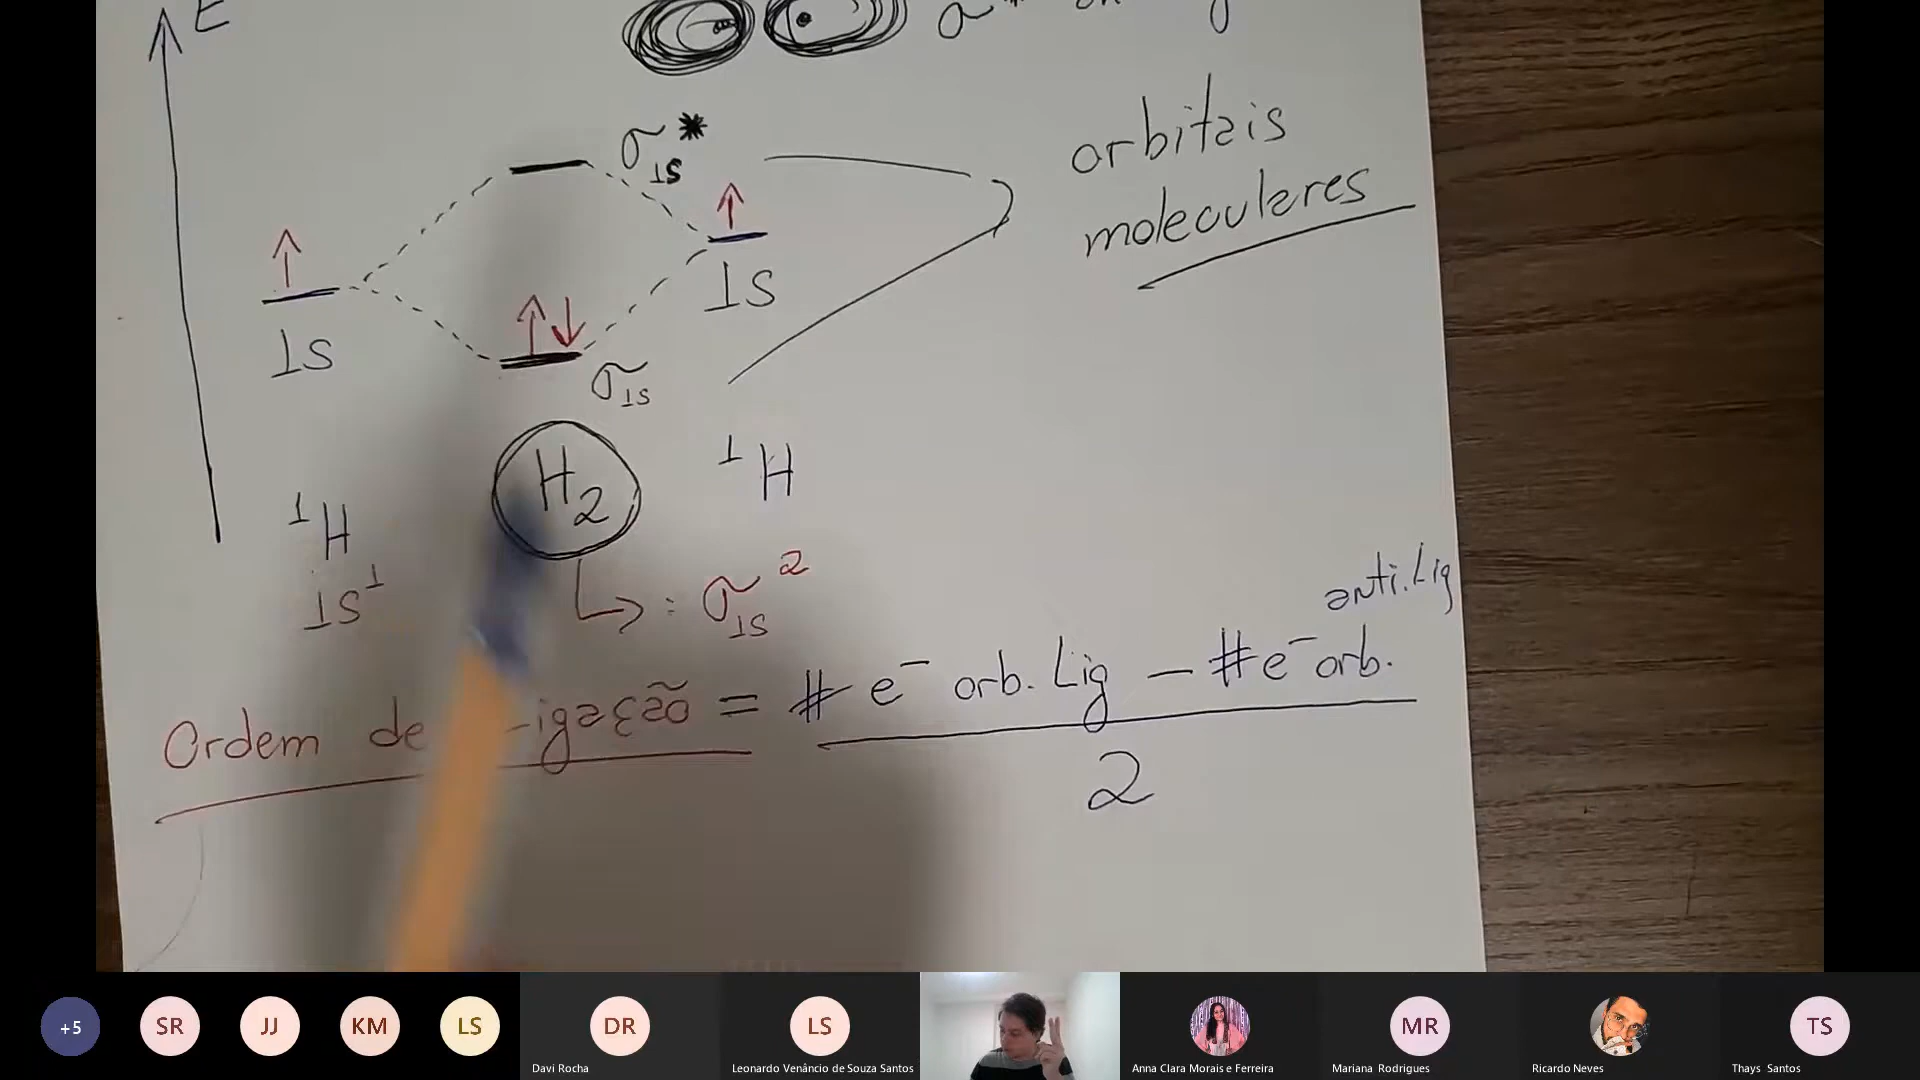 E
σ*
σ1s*
orbitais
moleculares
1s
1s
σ1s
H2
¹H
¹H
1s¹
: σ1s²
anti.Lig
Ordem de Ligação = # e⁻ orb. Lig — # e⁻ orb.
2
+5
SR
JJ
KM
LS
DR
LS
MR
TS
Davi Rocha
Leonardo Venâncio de Souza Santos
Anna Clara Morais e Ferreira
Mariana Rodrigues
Ricardo Neves
Thays Santos